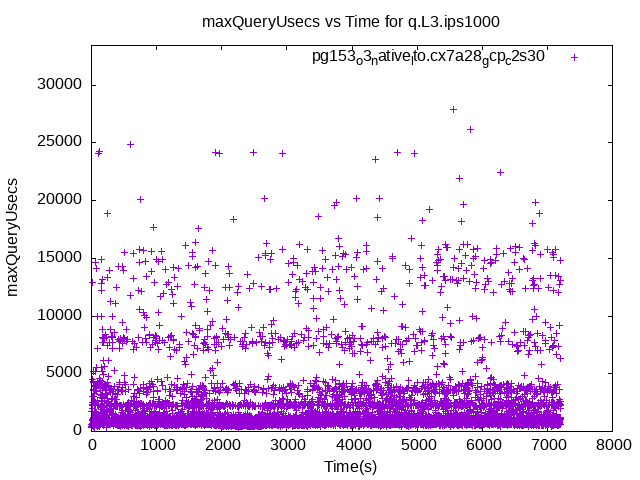 maxQueryUsecs vs Time for q.L3.ips1000
pg153o3native_lto.cx7a28gcpc2s30
30000
25000
20000
15000
10000
5000
0
maxQueryUsecs
0 1000 2000 3000 4000 5000 6000 7000 8000
Time(s)